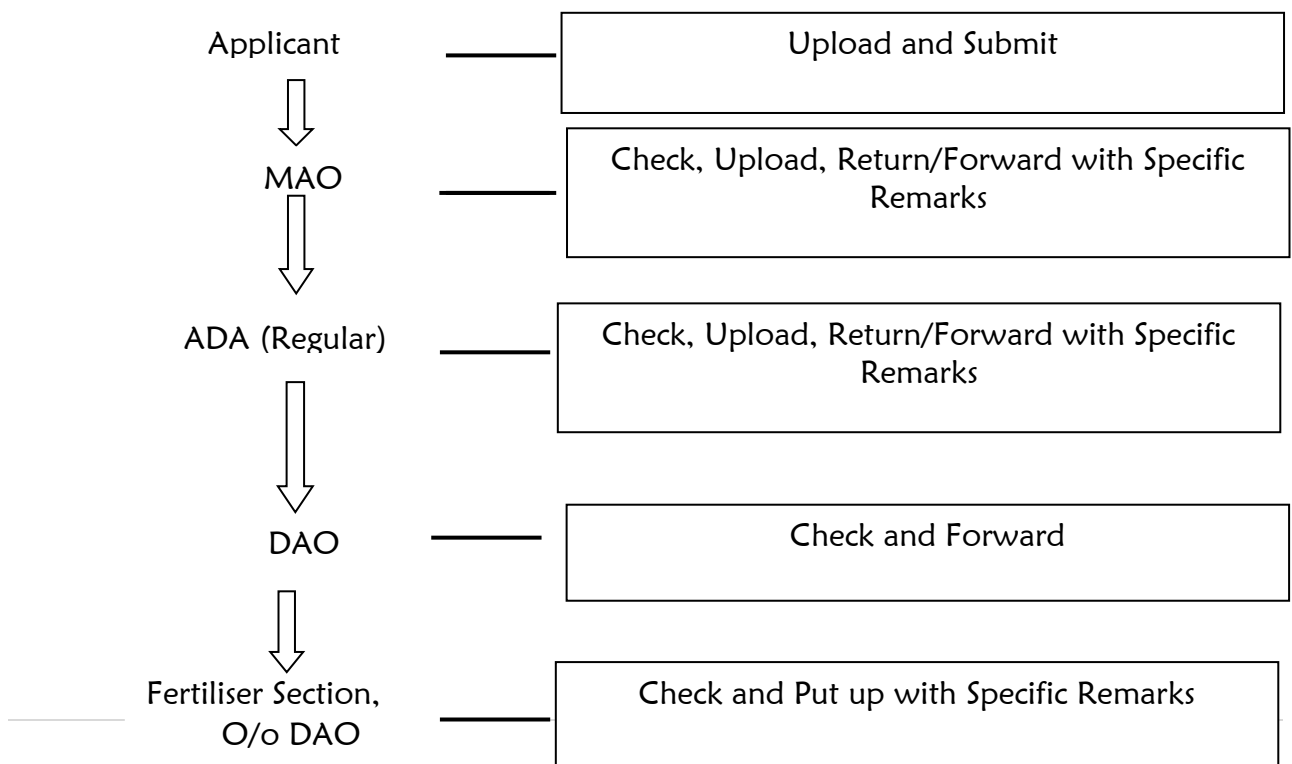 Applicant
Upload and Submit
MAO
Check, Upload, Return/Forward with Specific
Remarks
ADA (Regular)
Check, Upload, Return/Forward with Specific
Remarks
DAO
Check and Forward
Fertiliser Section,
O/o DAO
Check and Put up with Specific Remarks